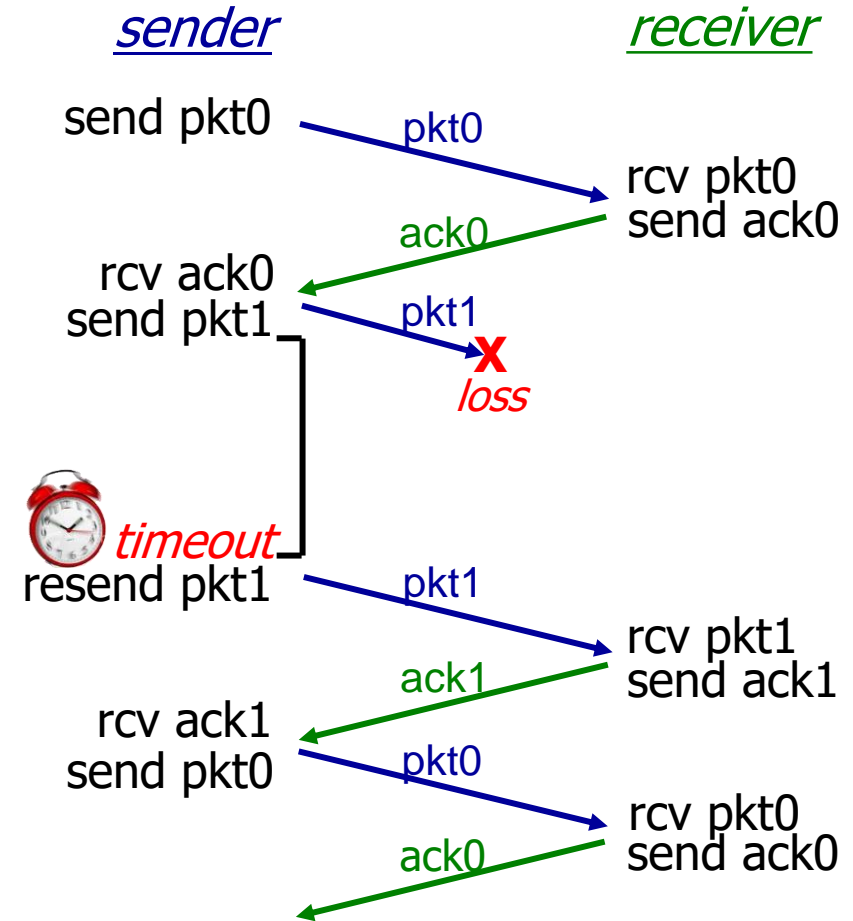 sender
receiver
send pkt0
pkt0
rcv pkt0
send ack0
ack0
rcv ack0
send pkt1
pkt1
X
loss
timeout
resend pkt1
pkt1
rcv pkt1
send ack1
ack1
rcv ack1
send pkt0
pkt0
rcv pkt0
send ack0
ack0